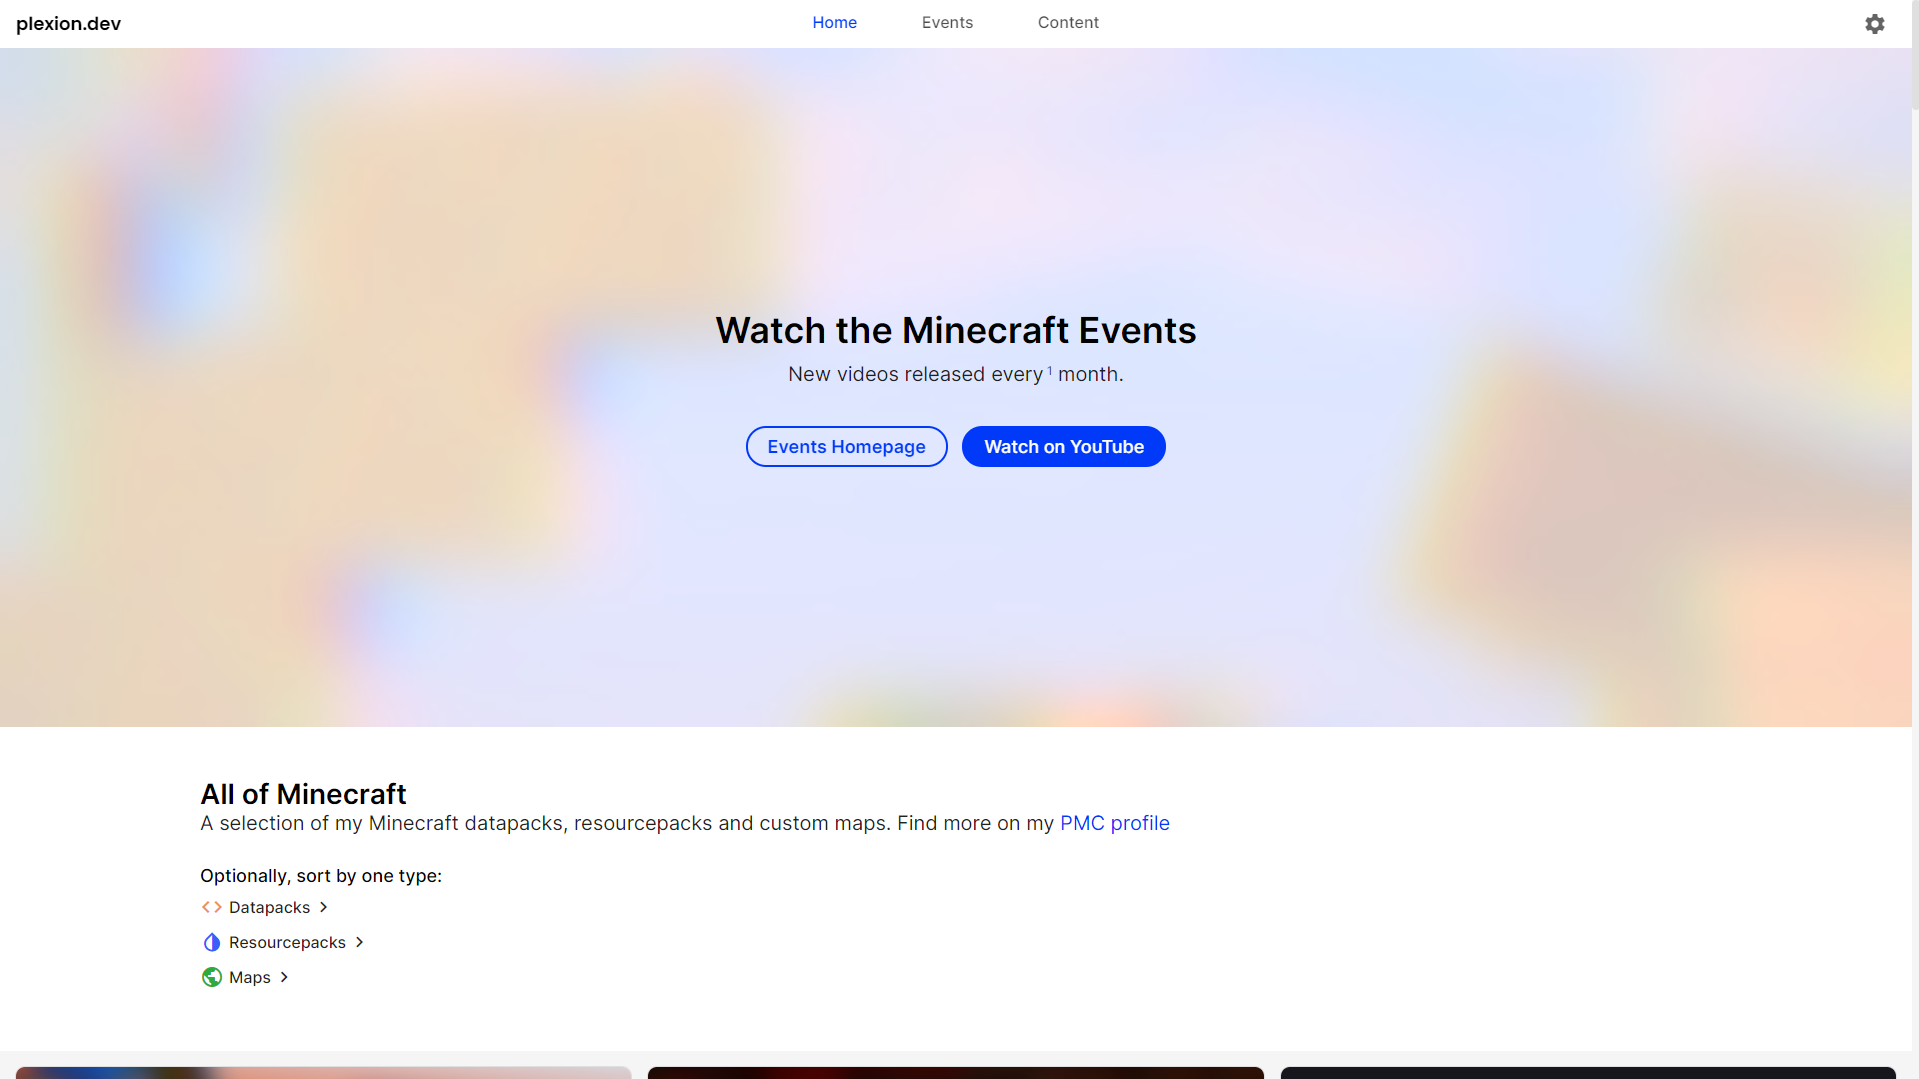 plexion.dev
Home
Events
Content
Watch the Minecraft Events
New videos released every ¹ month.
Events Homepage
Watch on YouTube
All of Minecraft
A selection of my Minecraft datapacks, resourcepacks and custom maps. Find more on my PMC profile
Optionally, sort by one type:
Datapacks
Resourcepacks
Maps